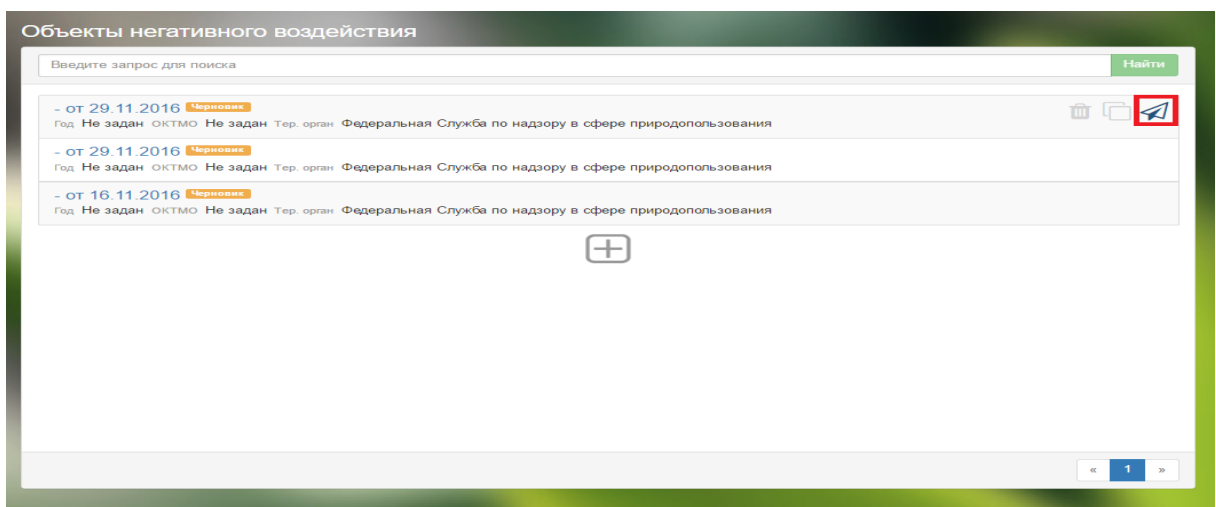 Объекты негативного воздействия
Введите запрос для поиска Найти
- от 29.11.2016 Черновик
Год Не задан ОКТМО Не задан Тер. орган Федеральная Служба по надзору в сфере природопользования
- от 29.11.2016 Черновик
Год Не задан ОКТМО Не задан Тер. орган Федеральная Служба по надзору в сфере природопользования
- от 16.11.2016 Черновик
Год Не задан ОКТМО Не задан Тер. орган Федеральная Служба по надзору в сфере природопользования
« 1 »